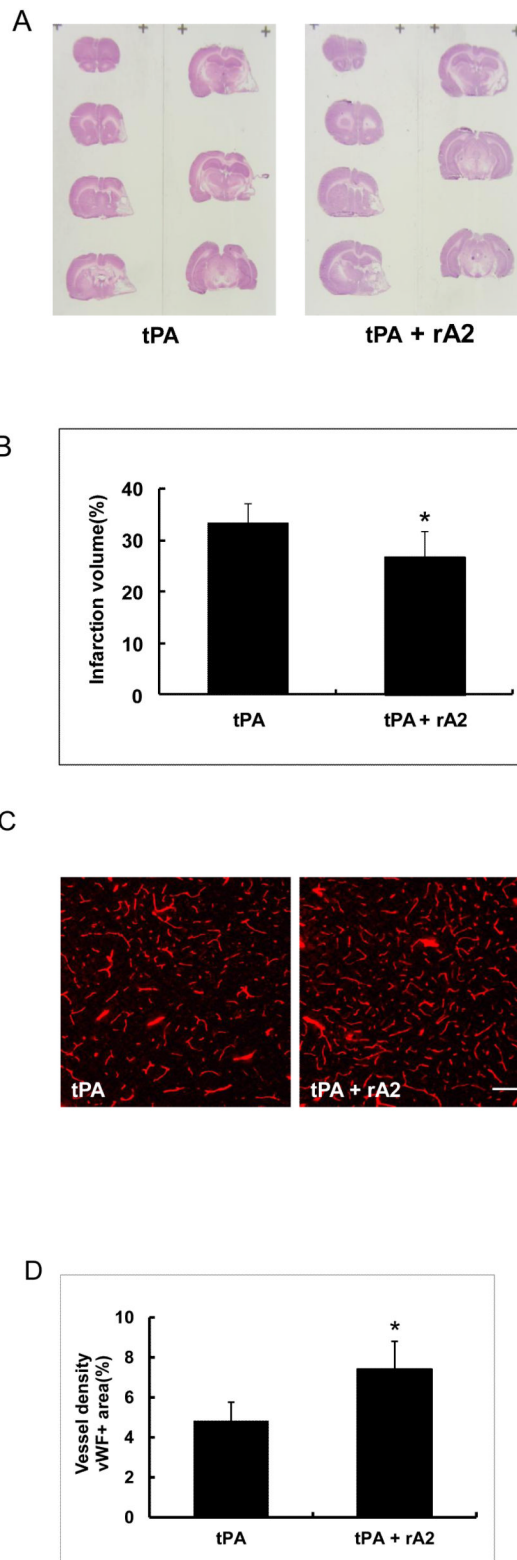 A
tPA
tPA + rA2
B
Infarction volume(%)
40
30
20
10
0
*
tPA
tPA + rA2
C
tPA
tPA + rA2
D
Vessel density
vWF+ area(%)
10
8
6
4
2
0
*
tPA
tPA + rA2